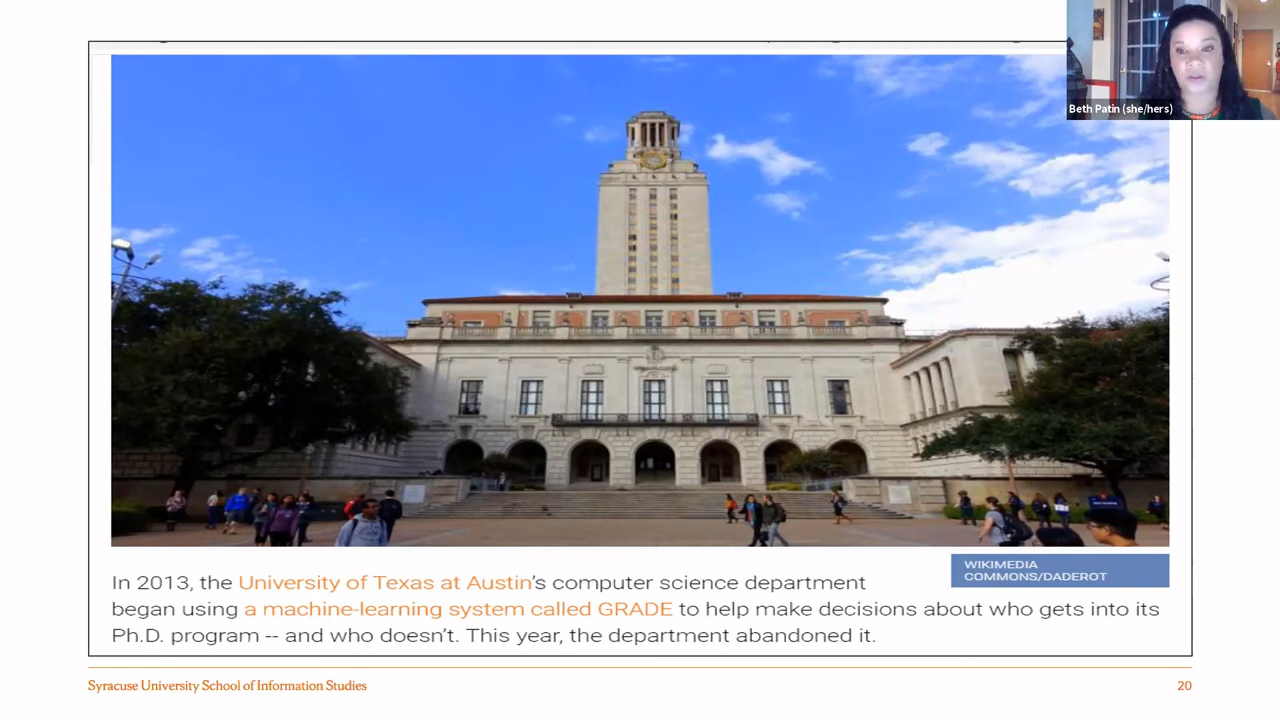 Beth Patin (she/hers)
WIKIMEDIA
COMMONS/DADEROT
In 2013, the University of Texas at Austin's computer science department
began using a machine-learning system called GRADE to help make decisions about who gets into its
Ph.D. program -- and who doesn't. This year, the department abandoned it.
Syracuse University School of Information Studies
20